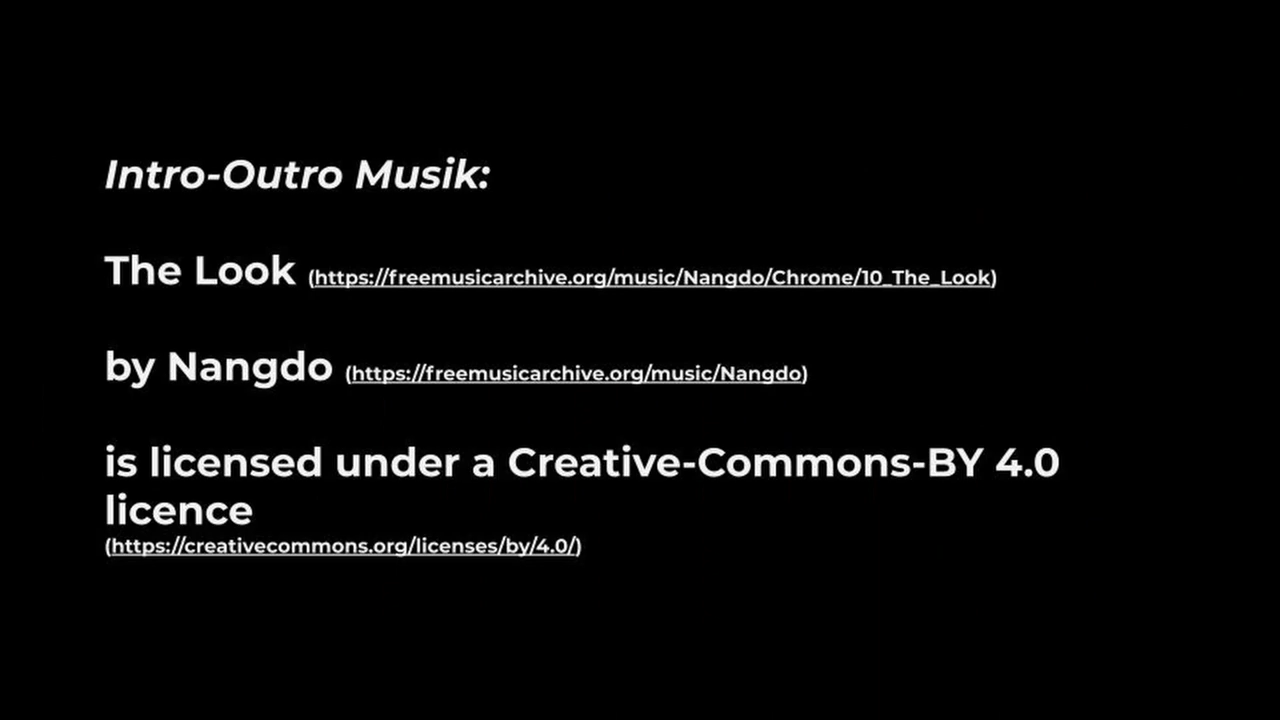 Intro-Outro Musik:
The Look (https://freemusicarchive.org/music/Nangdo/Chrome/10_The_Look)
by Nangdo (https://freemusicarchive.org/music/Nangdo)
is licensed under a Creative-Commons-BY 4.0
licence
(https://creativecommons.org/licenses/by/4.0/)